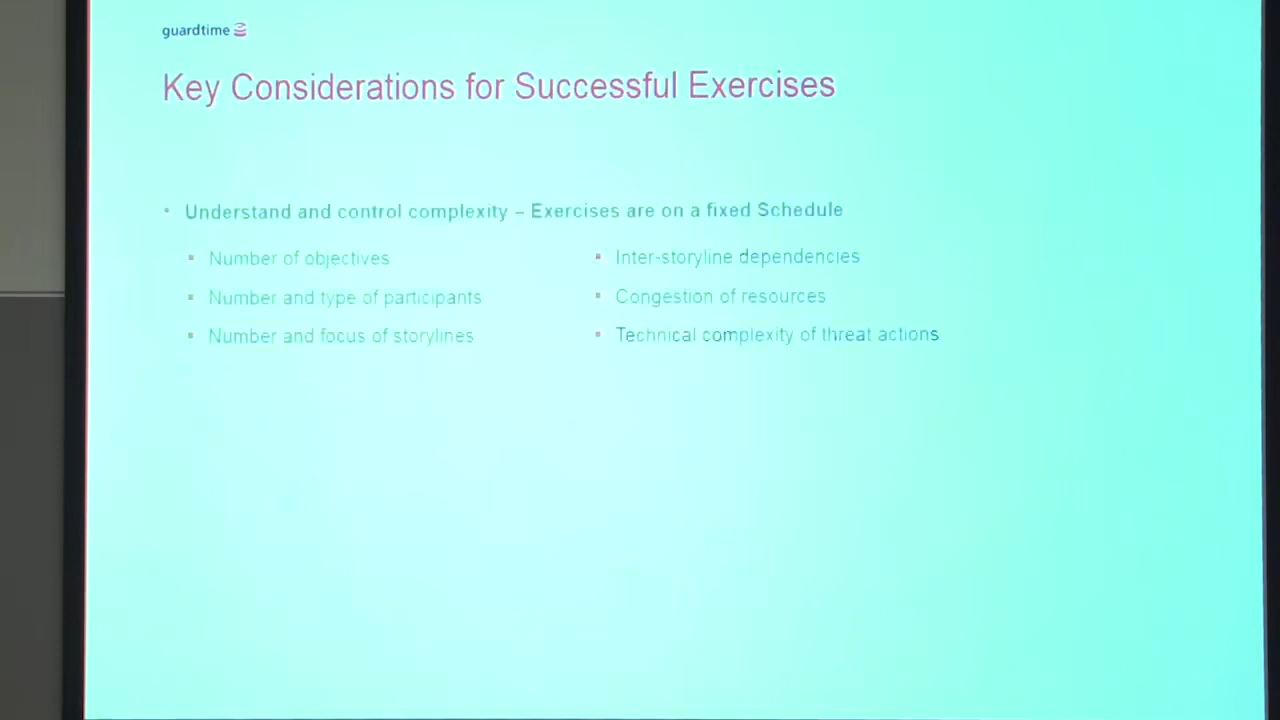 guardtime
Key Considerations for Successful Exercises
• Understand and control complexity – Exercises are on a fixed Schedule
▪ Number of objectives
▪ Number and type of participants
▪ Number and focus of storylines
▪ Inter-storyline dependencies
▪ Congestion of resources
▪ Technical complexity of threat actions